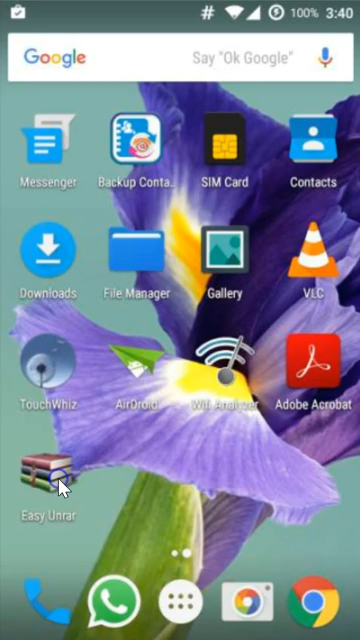 # 100% 3:40
Google Say "Ok Google"
Messenger Backup Conta.. SIM Card Contacts
Downloads File Manager Gallery VLC
TouchWiz AirDroid Wifi Analyzer Adobe Acrobat
Easy Unrar